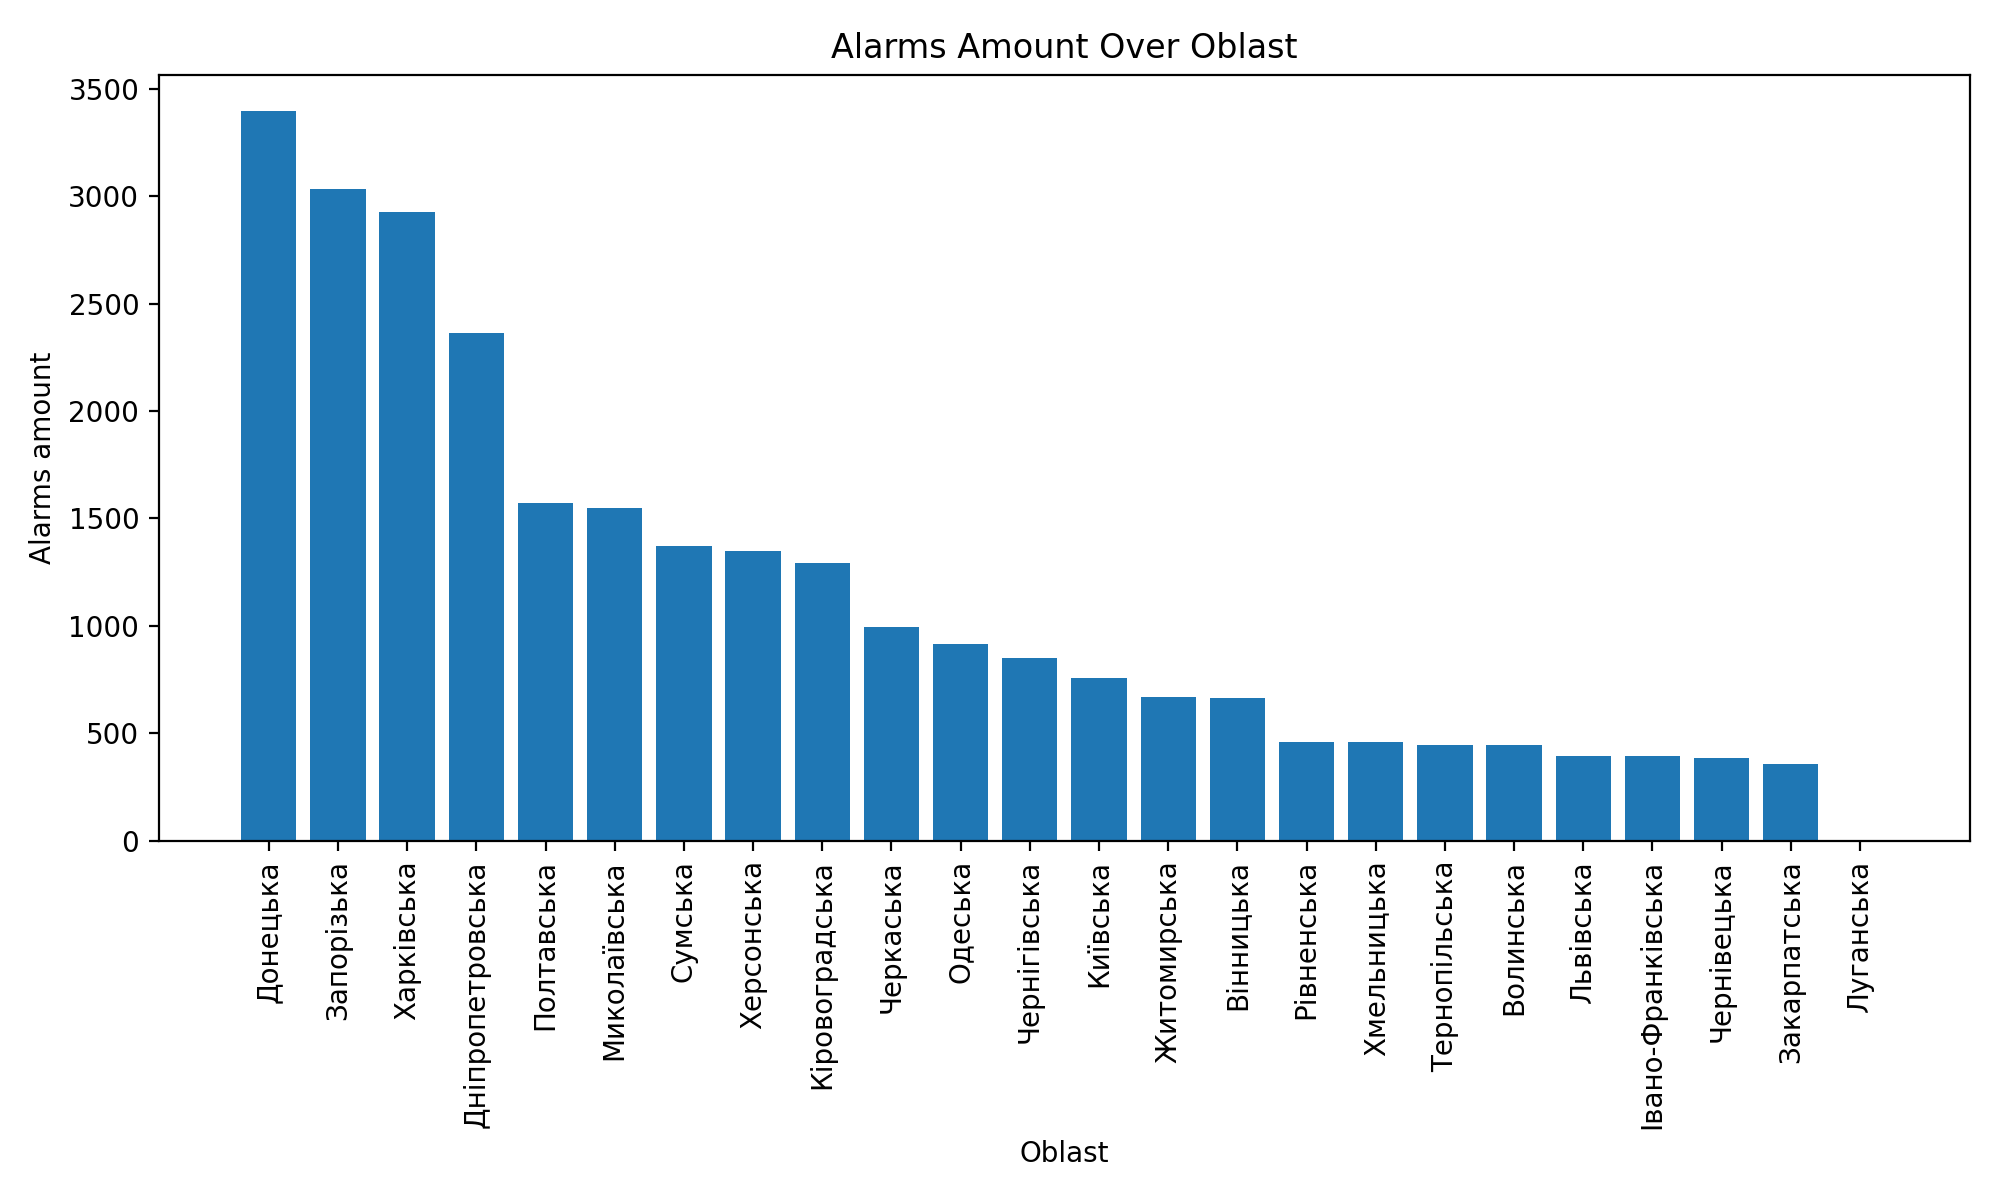 Alarms Amount Over Oblast
3500
3000
2500
2000
1500
1000
500
0
Alarms amount
Донецька
Запорізька
Харківська
Дніпропетровська
Полтавська
Миколаївська
Сумська
Херсонська
Кіровоградська
Черкаська
Одеська
Чернігівська
Київська
Житомирська
Вінницька
Рівненська
Хмельницька
Тернопільська
Волинська
Львівська
Івано-Франківська
Чернівецька
Закарпатська
Луганська
Oblast